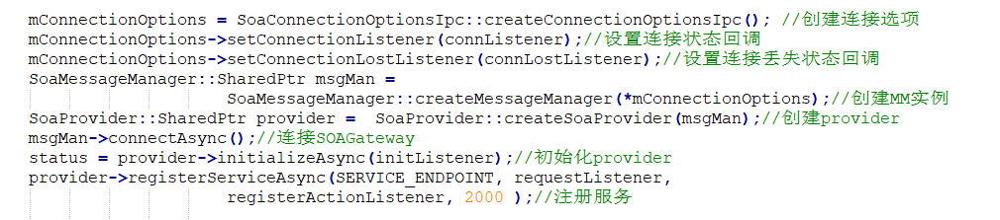 mConnectionOptions = SoaConnectionOptionsIpc::createConnectionOptionsIpc(); //创建连接选项
mConnectionOptions->setConnectionListener(connListener);//设置连接状态回调
mConnectionOptions->setConnectionLostListener(connLostListener);//设置连接丢失状态回调
SoaMessageManager::SharedPtr msgMan =
SoaMessageManager::createMessageManager(*mConnectionOptions);//创建MM实例
SoaProvider::SharedPtr provider =  SoaProvider::createSoaProvider(msgMan);//创建provider
msgMan->connectAsync();//连接SOAGateway
status = provider->initializeAsync(initListener);//初始化provider
provider->registerServiceAsync(SERVICE_ENDPOINT, requestListener,
registerActionListener, 2000 );//注册服务